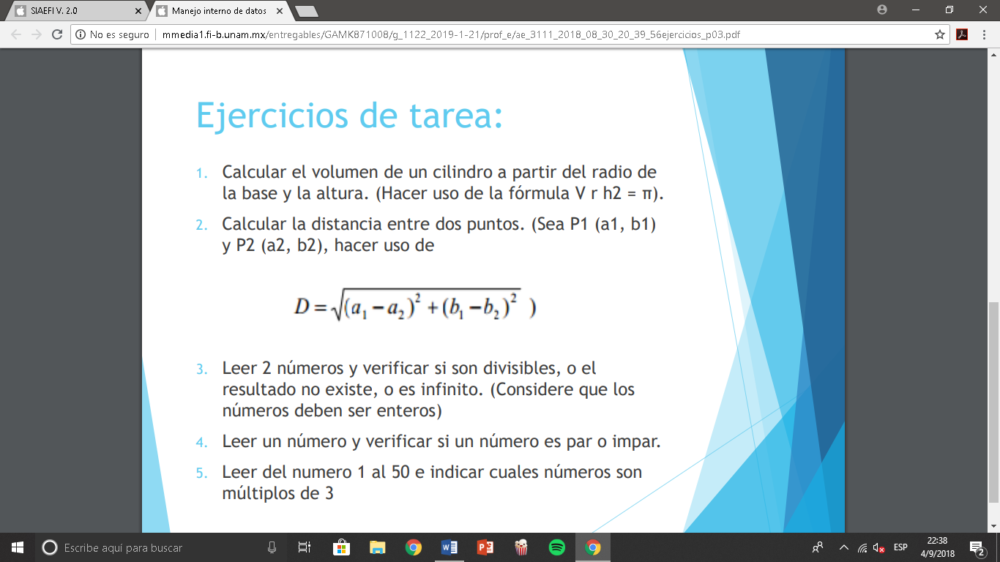 SIAEFI V. 2.0
Manejo interno de datos
No es seguro | mmedia1.fi-b.unam.mx/entregables/GAMK871008/g_1122_2019-1-21/prof_e/ae_3111_2018_08_30_20_39_56ejercicios_p03.pdf
Ejercicios de tarea:
1. Calcular el volumen de un cilindro a partir del radio de
la base y la altura. (Hacer uso de la fórmula V r h2 = π).
2. Calcular la distancia entre dos puntos. (Sea P1 (a1, b1)
y P2 (a2, b2), hacer uso de
D = √(a₁ − a₂)² + (b₁ − b₂)² )
3. Leer 2 números y verificar si son divisibles, o el
resultado no existe, o es infinito. (Considere que los
números deben ser enteros)
4. Leer un número y verificar si un número es par o impar.
5. Leer del numero 1 al 50 e indicar cuales números son
múltiplos de 3
Escribe aquí para buscar
ESP
22:38
4/9/2018
2